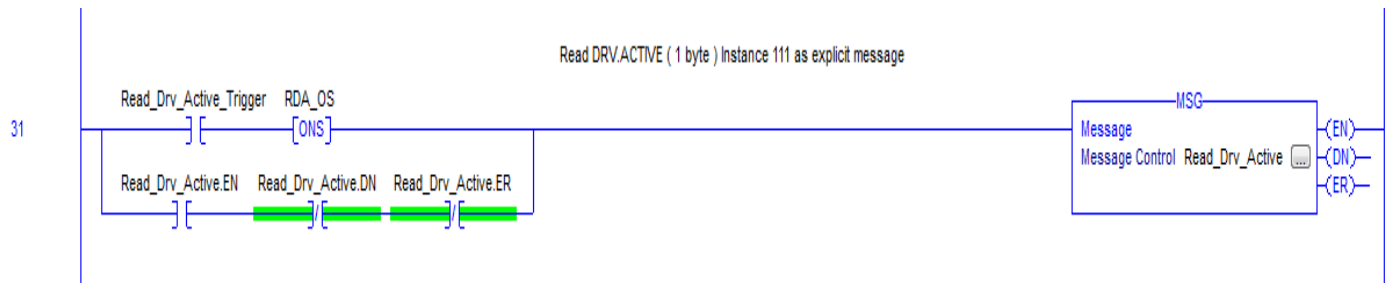 Read DRV.ACTIVE ( 1 byte ) Instance 111 as explicit message
31
Read_Drv_Active_Trigger RDA_OS
ONS
Read_Drv_Active.EN Read_Drv_Active.DN Read_Drv_Active.ER
/ /
MSG
Message
Message Control Read_Drv_Active ...
EN
DN
ER